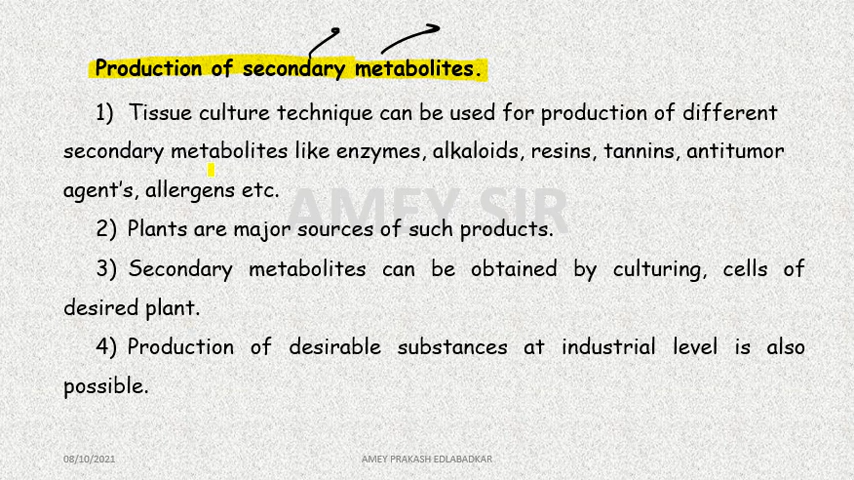 Production of secondary metabolites.
1) Tissue culture technique can be used for production of different
secondary metabolites like enzymes, alkaloids, resins, tannins, antitumor
agent's, allergens etc.
AMEY SIR
2) Plants are major sources of such products.
3) Secondary metabolites can be obtained by culturing, cells of
desired plant.
4) Production of desirable substances at industrial level is also
possible.
08/10/2021
AMEY PRAKASH EDLABADKAR